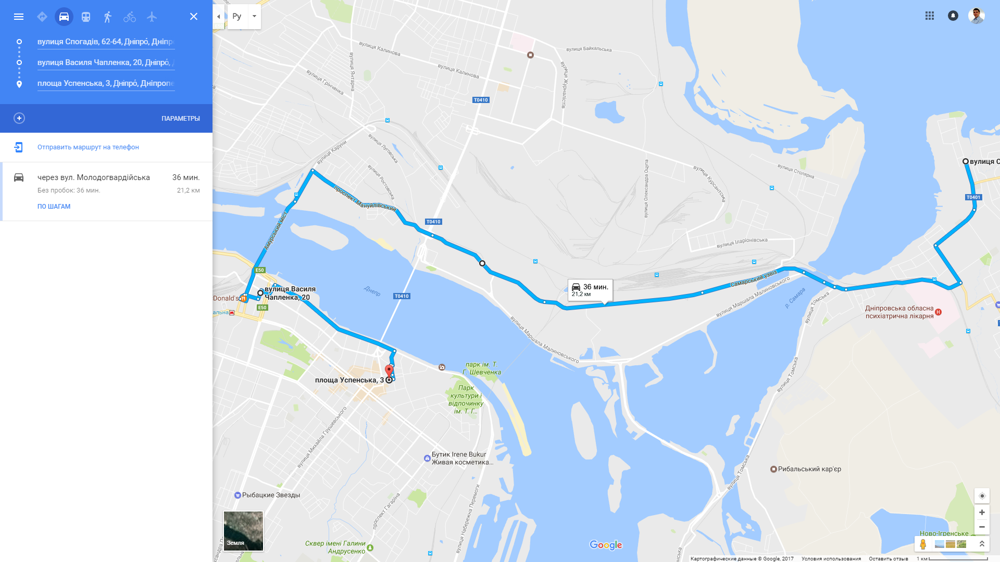 вулиця Спогадів, 62-64, Дніпро́, Дніпр
вулиця Василя Чапленка, 20, Дніпро́,
площа Успенська, 3, Дніпро́, Дніпропе
ПАРАМЕТРЫ
Отправить маршрут на телефон
через вул. Молодогвардійська 36 мин.
Без пробок: 36 мин. 21,2 км
ПО ШАГАМ
Ру
вулиця Калинова
вулиця Янтарна
вулиця Грінченка
вулиця Калинова
вулиця Байкальська
вулиця Журналістів
T0410
вулиця Каруни
вулиця Луговська
вулиця Ростовська
проспект Мануйлівський
T0410
вулиця Олександра Оцупа
вулиця Курсантська
вулиця Столярна
вулиця С
T0401
вулиця Іларіонівська
Амурський міст
E50
вулиця Василя
Чапленка, 20
Donald's
E50
альна
Днепр
T0410
36 мин.
21,2 км
Самарський узвіз
вулиця Маршала Малиновського
р. Самара
вулиця Томська
Дніпровська обласна
психіатрична лікарня
вулиця Маршала Малиновського
площа Успенська, 3
парк ім. Т.
Г. Шевченка
Парк
культури і
відпочинку
ім. Т. Г...
вулиця Томська
вулиця Михайла Грушевського
Бутик Irene Bukur
Живая косметика...
Рибальський кар'єр
вулиця Томська
Рыбацкие Звезды
проспект Гагаріна
вулиця Набережна Перемоги
Земля
Сквер імені Галини
Андрусенко
Google
Ново-Ігренське
Картографические данные © Google, 2017 Условия использования Оставить отзыв 1 км